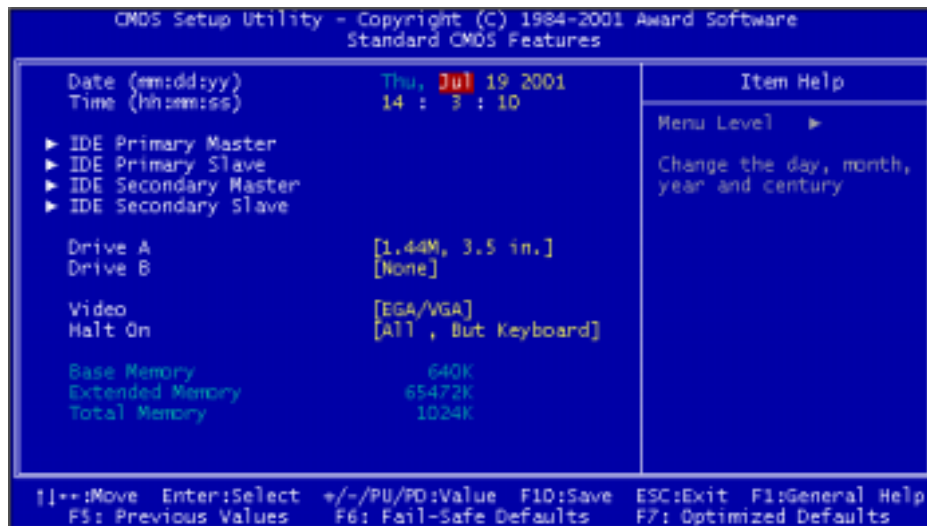 CMOS Setup Utility - Copyright (C) 1984-2001 Award Software
Standard CMOS Features
Date (mm:dd:yy) Thu, Jul 19 2001
Time (hh:mm:ss) 14 : 3 : 10
► IDE Primary Master
► IDE Primary Slave
► IDE Secondary Master
► IDE Secondary Slave
Drive A [1.44M, 3.5 in.]
Drive B [None]
Video [EGA/VGA]
Halt On [All , But Keyboard]
Base Memory 640K
Extended Memory 65472K
Total Memory 1024K
Item Help
Menu Level ►
Change the day, month,
year and century
↑↓→←:Move Enter:Select +/-/PU/PD:Value F10:Save ESC:Exit F1:General Help
F5: Previous Values F6: Fail-Safe Defaults F7: Optimized Defaults